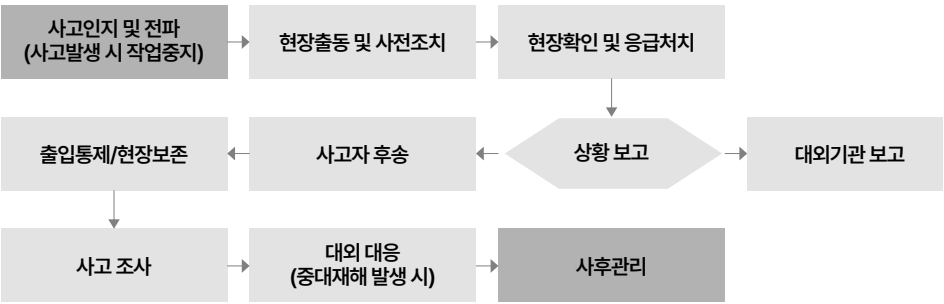 사고인지 및 전파
(사고발생 시 작업중지)
현장출동 및 사전조치
현장확인 및 응급처치
출입통제/현장보존
사고자 후송
상황 보고
대외기관 보고
사고 조사
대외 대응
(중대재해 발생 시)
사후관리